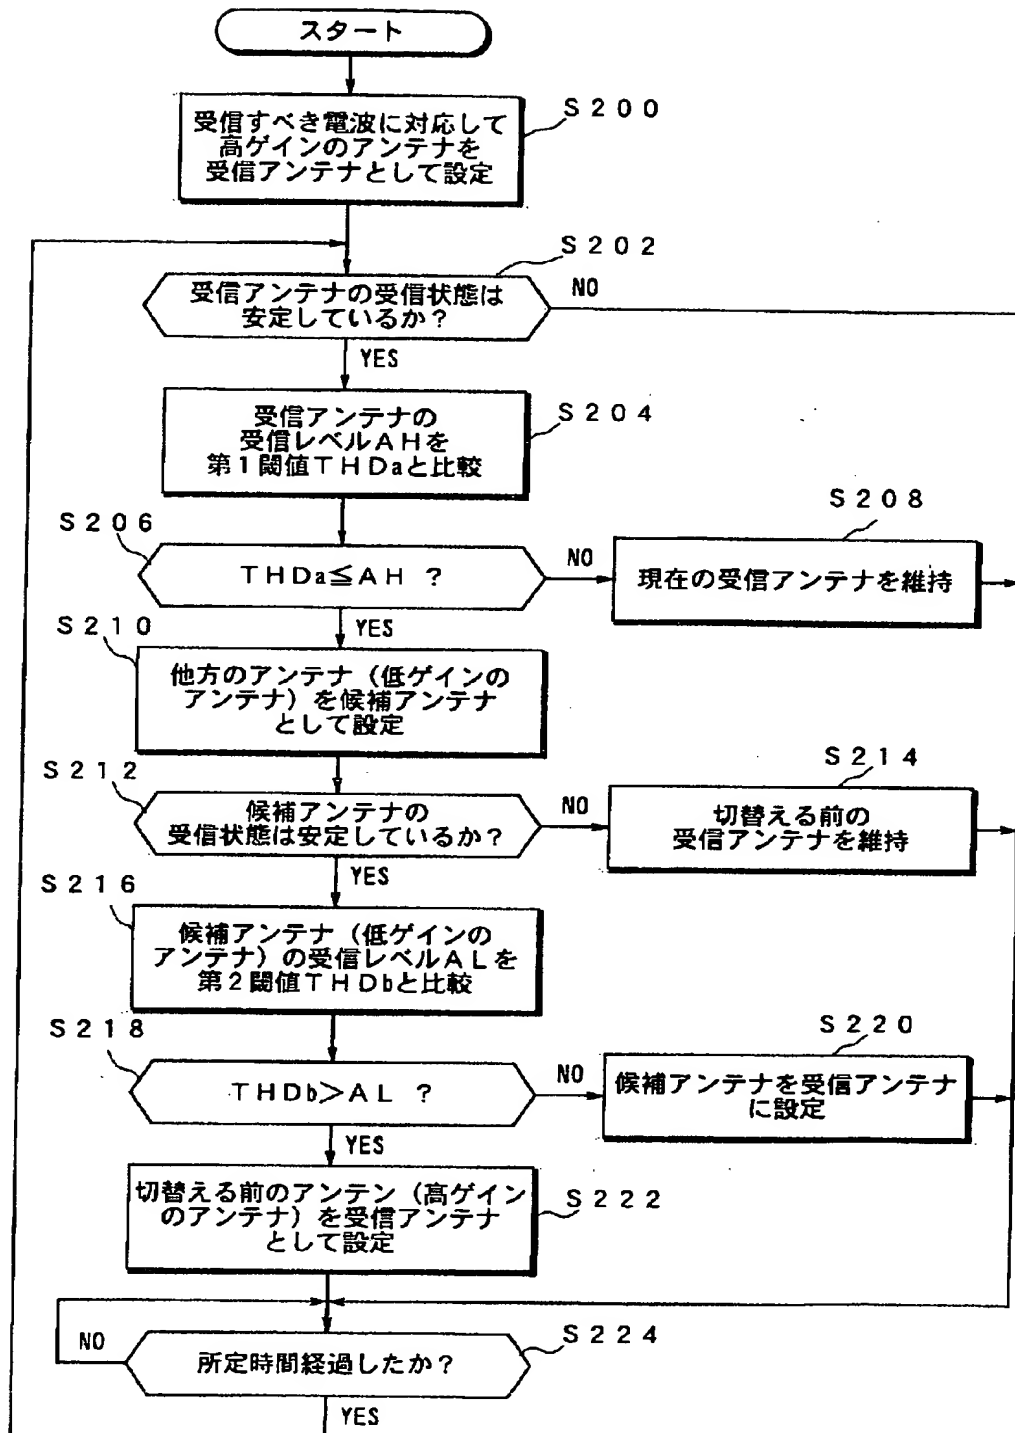 スタート
S200
受信すべき電波に対応して
高ゲインのアンテナを
受信アンテナとして設定
S202
受信アンテナの受信状態は
安定しているか？
NO
YES
S204
受信アンテナの
受信レベルAHを
第1閾値THDaと比較
S206
THDa≦AH ？
NO
S208
現在の受信アンテナを維持
YES
S210
他方のアンテナ（低ゲインの
アンテナ）を候補アンテナ
として設定
S212
候補アンテナの
受信状態は安定しているか？
NO
S214
切替える前の
受信アンテナを維持
YES
S216
候補アンテナ（低ゲインの
アンテナ）の受信レベルALを
第2閾値THDbと比較
S218
THDb＞AL ？
NO
S220
候補アンテナを受信アンテナ
に設定
YES
S222
切替える前のアンテン（高ゲイン
のアンテナ）を受信アンテナ
として設定
S224
所定時間経過したか？
NO
YES